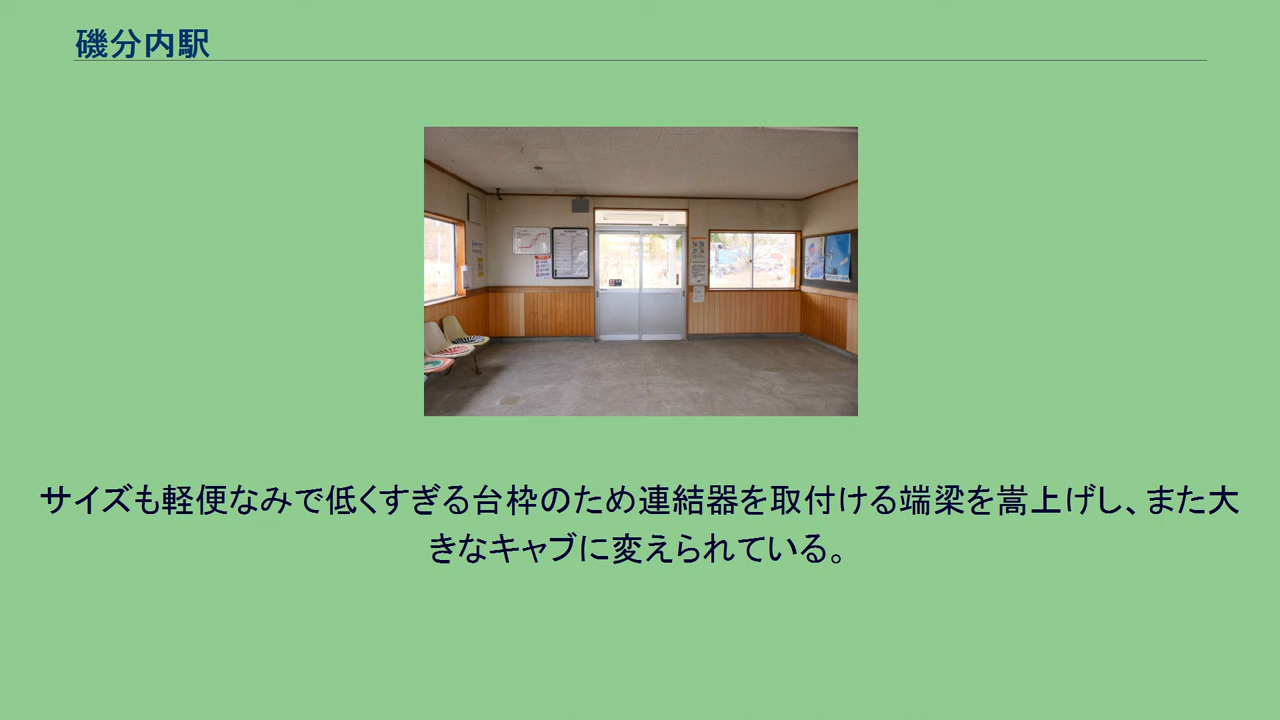 磯分内駅
サイズも軽便なみで低くすぎる台枠のため連結器を取付ける端梁を嵩上げし、また大
きなキャブに変えられている。